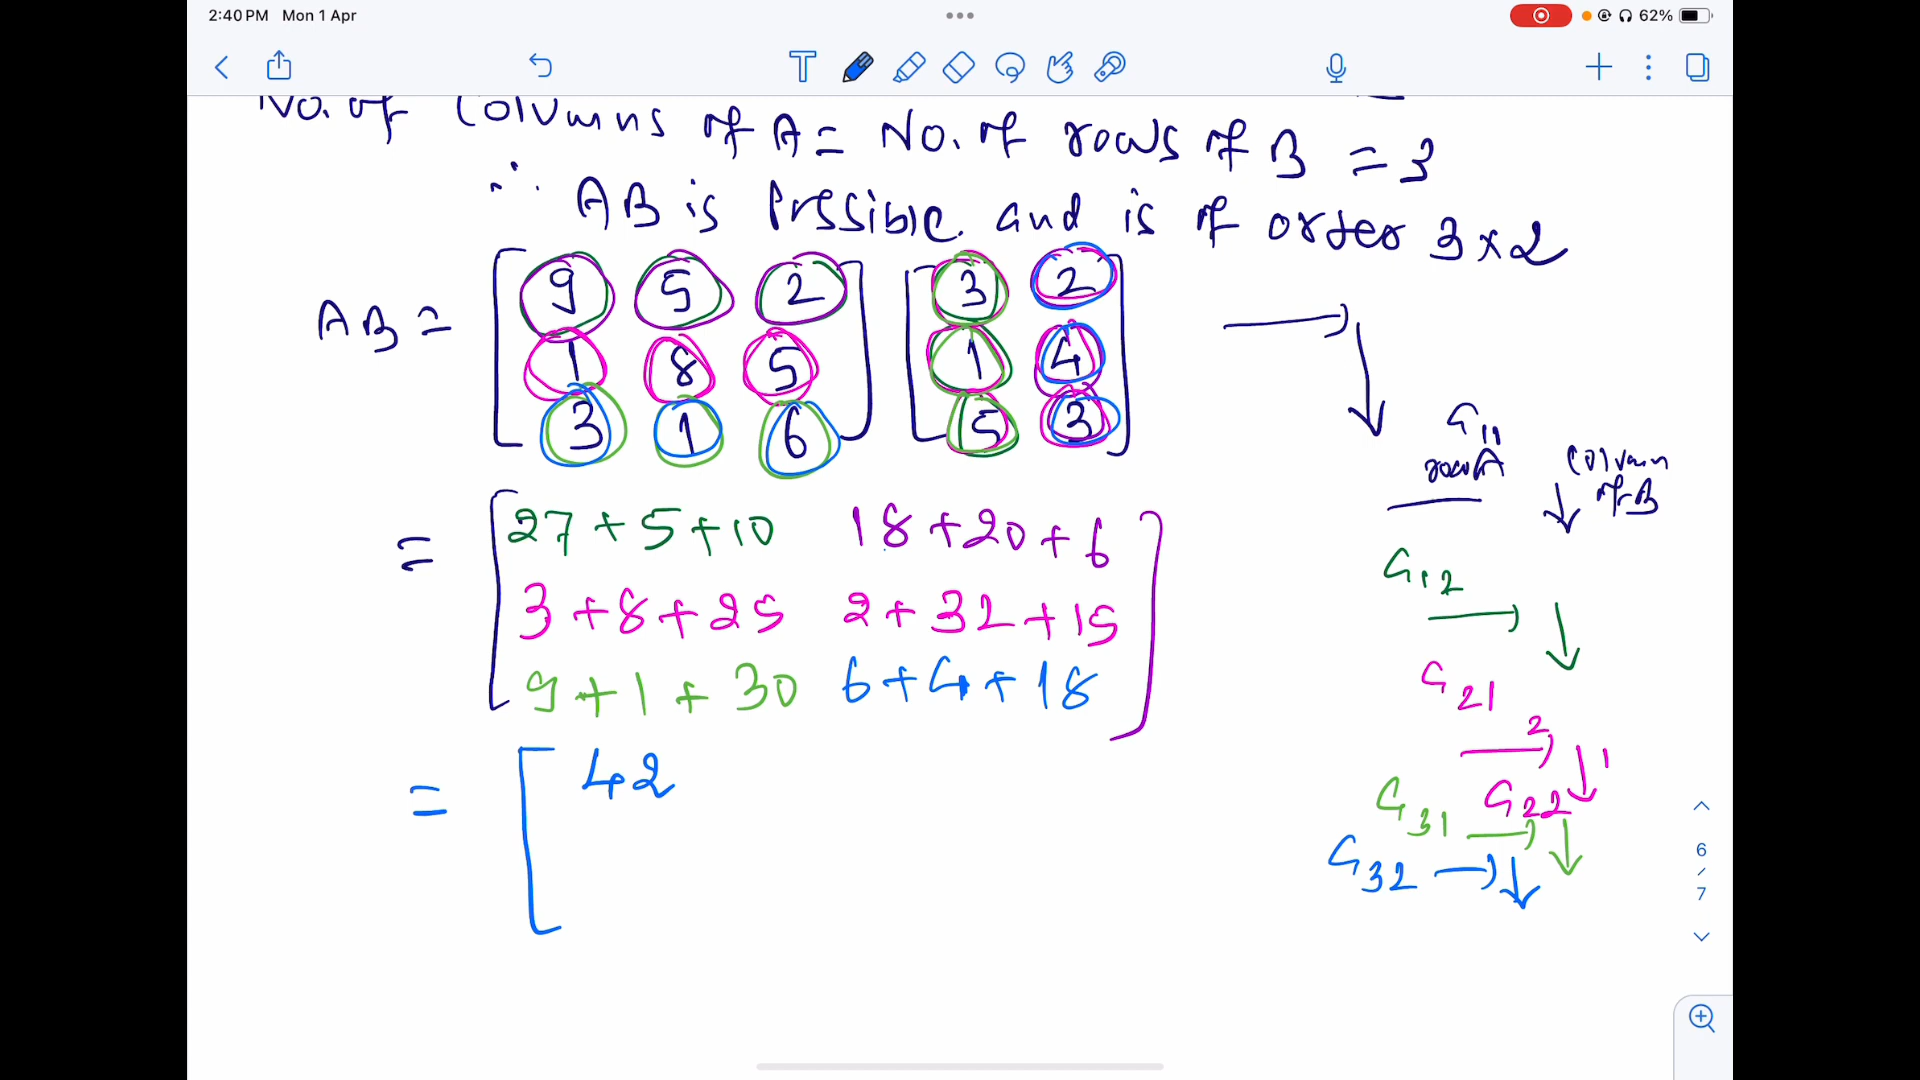 2:40 PM Mon 1 Apr
62%
No. of Columns of A = No. of rows of B = 3
∴ AB is Possible and is of order 3 × 2
AB = [ 9 5 2 ] [ 3 2 ]
1 8 5 1 4
3 1 6 5 3
= [ 27 + 5 + 10 18 + 20 + 6 ]
3 + 8 + 25 2 + 32 + 15
9 + 1 + 30 6 + 4 + 18
= [ 42
C11
row A
Column
of B
C12
C21
2
1
C31 C22
C32
6
/
7